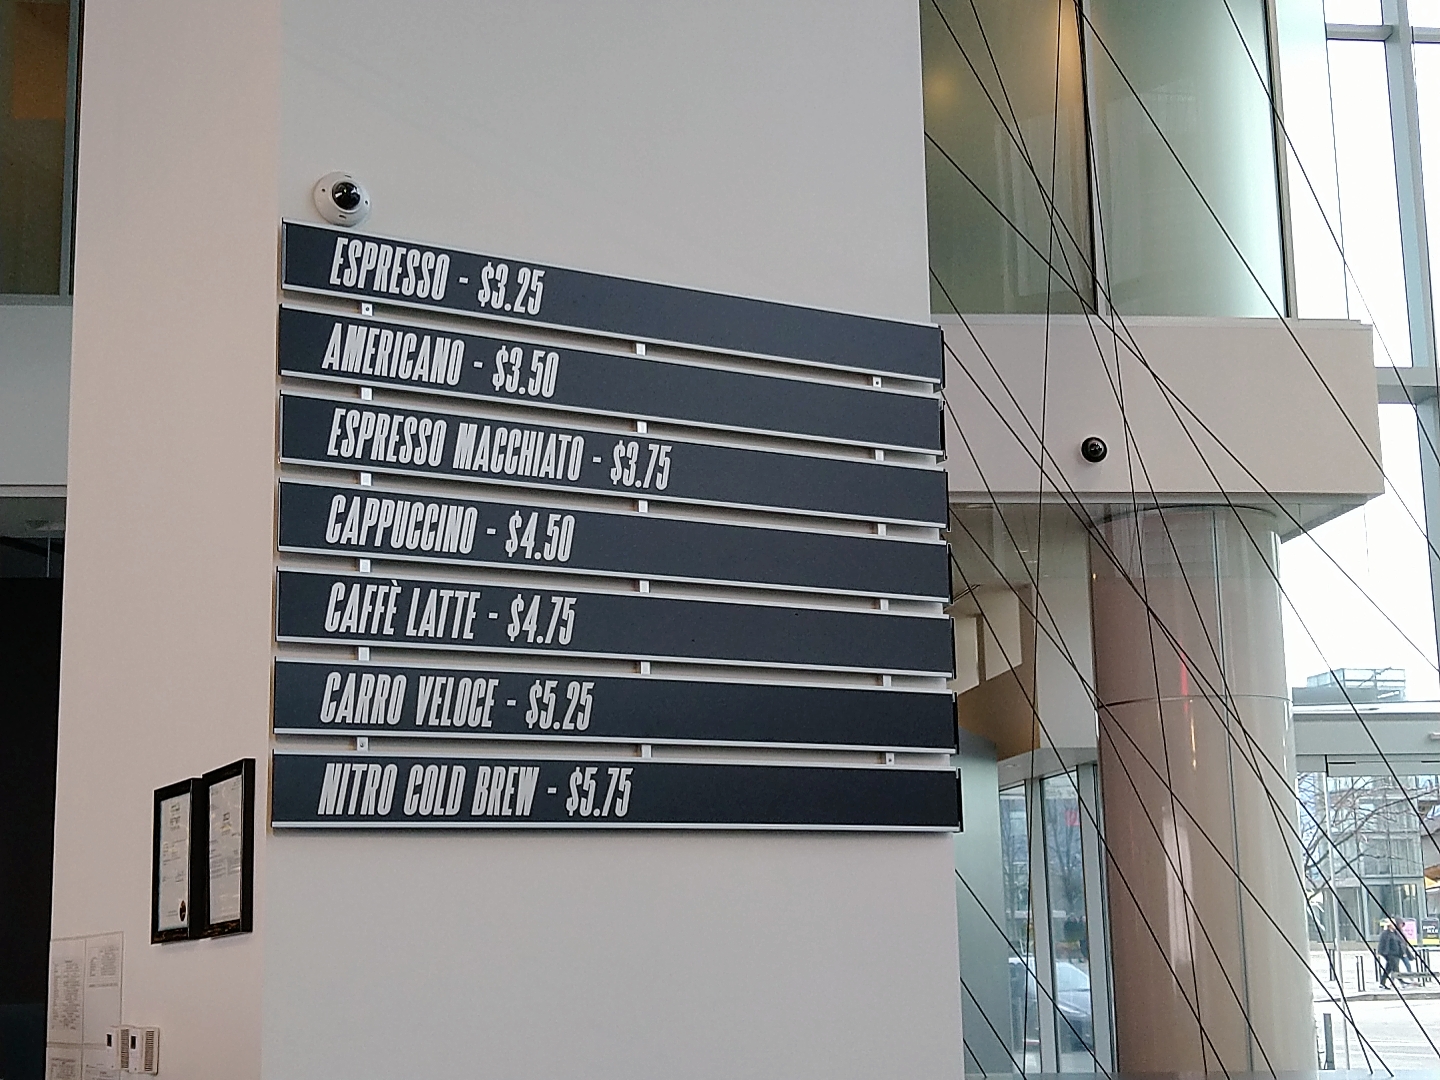 ESPRESSO - $3.25
AMERICANO - $3.50
ESPRESSO MACCHIATO - $3.75
CAPPUCCINO - $4.50
CAFFÈ LATTE - $4.75
CARRO VELOCE - $5.25
NITRO COLD BREW - $5.75